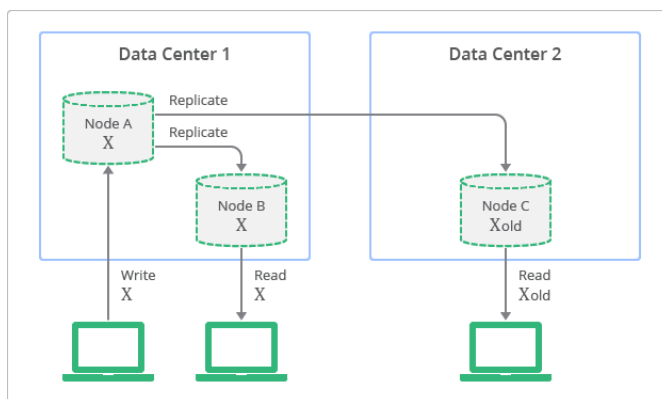 Data Center 1
Data Center 2
Replicate
Node A
X
Replicate
Node B
X
Node C
Xold
Write
X
Read
X
Read
Xold